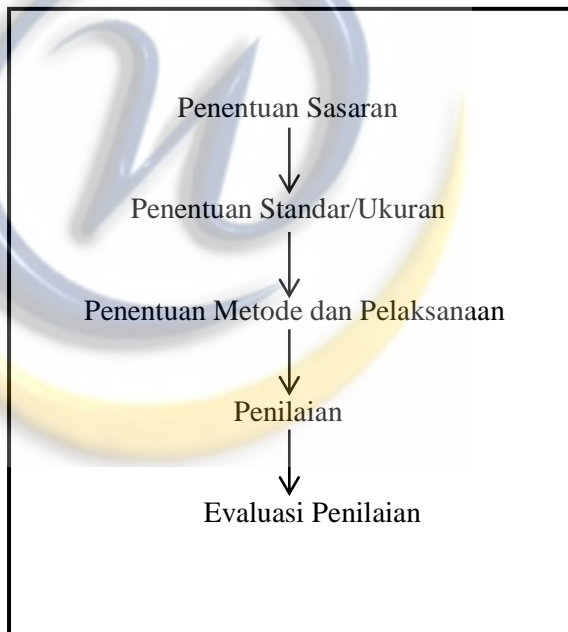 Penentuan Sasaran
Penentuan Standar/Ukuran
Penentuan Metode dan Pelaksanaan
Penilaian
Evaluasi Penilaian